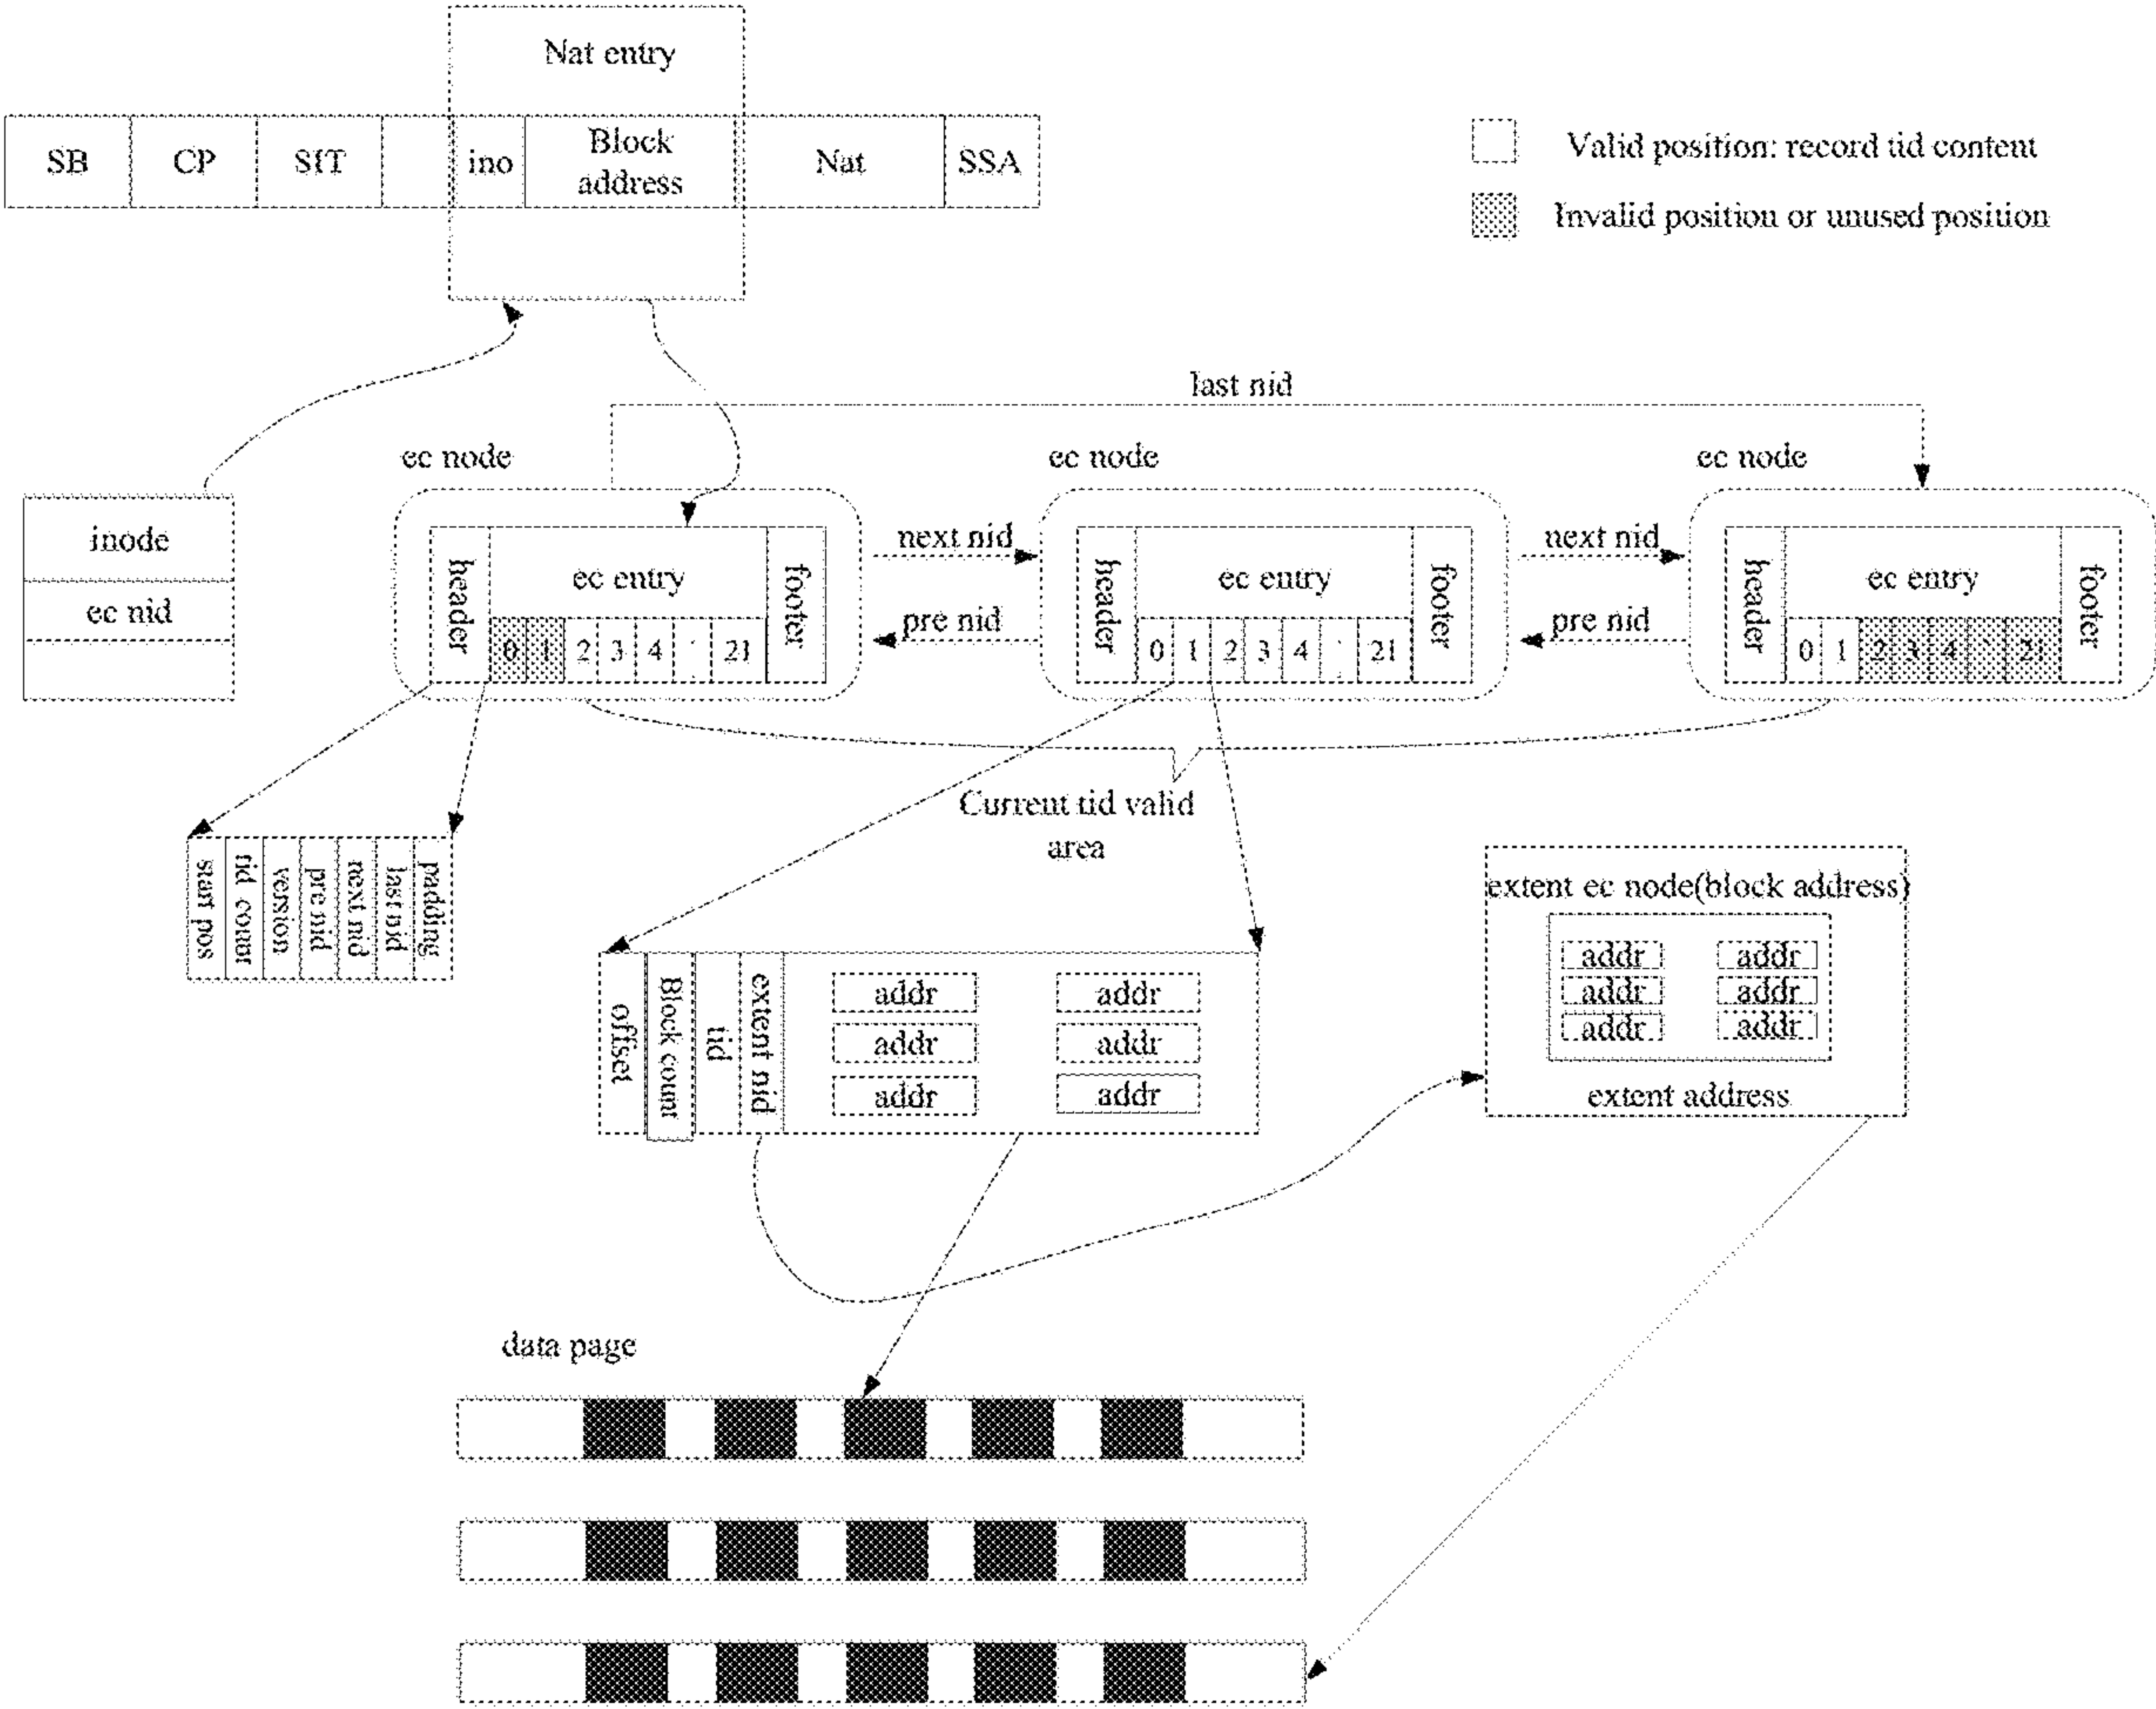 Nat entry
SB
CP
SIT
ino
Block
address
Nat
SSA
Valid position: record tid content
Invalid position or unused position
last nid
ec node
ec node
ec node
inode
ec nid
header
ec entry
footer
0
1
2
3
4
21
next nid
pre nid
header
ec entry
footer
0
1
2
3
4
21
next nid
pre nid
header
ec entry
footer
0
1
2
3
4
21
Current tid valid
area
start pos
tid count
version
pre nid
next nid
last nid
padding
offset
Block count
tid
extent nid
addr
addr
addr
addr
addr
addr
extent ec node(block address)
addr
addr
addr
addr
addr
addr
extent address
data page